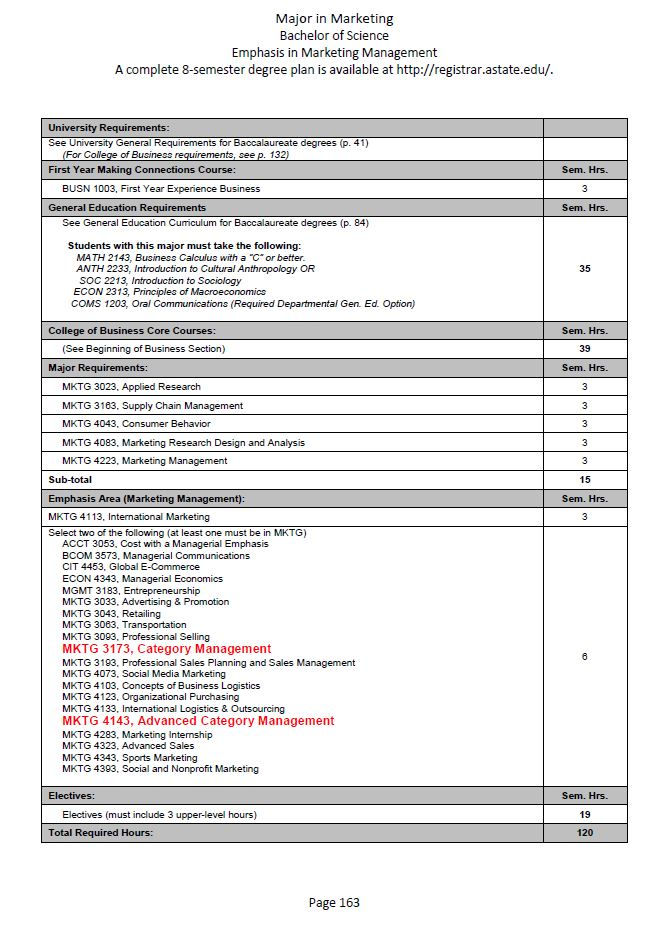 Major in Marketing
Bachelor of Science
Emphasis in Marketing Management
A complete 8-semester degree plan is available at http://registrar.astate.edu/.
University Requirements:
See University General Requirements for Baccalaureate degrees (p. 41)
(For College of Business requirements, see p. 132)
First Year Making Connections Course: Sem. Hrs.
BUSN 1003, First Year Experience Business 3
General Education Requirements Sem. Hrs.
See General Education Curriculum for Baccalaureate degrees (p. 84)
Students with this major must take the following:
MATH 2143, Business Calculus with a "C" or better.
ANTH 2233, Introduction to Cultural Anthropology OR
35
SOC 2213, Introduction to Sociology
ECON 2313, Principles of Macroeconomics
COMS 1203, Oral Communications (Required Departmental Gen. Ed. Option)
College of Business Core Courses: Sem. Hrs.
(See Beginning of Business Section) 39
Major Requirements: Sem. Hrs.
MKTG 3023, Applied Research 3
MKTG 3163, Supply Chain Management 3
MKTG 4043, Consumer Behavior 3
MKTG 4083, Marketing Research Design and Analysis 3
MKTG 4223, Marketing Management 3
Sub-total 15
Emphasis Area (Marketing Management): Sem. Hrs.
MKTG 4113, International Marketing 3
Select two of the following (at least one must be in MKTG)
ACCT 3053, Cost with a Managerial Emphasis
BCOM 3573, Managerial Communications
CIT 4453, Global E-Commerce
ECON 4343, Managerial Economics
MGMT 3183, Entrepreneurship
MKTG 3033, Advertising & Promotion
MKTG 3043, Retailing
MKTG 3063, Transportation
MKTG 3093, Professional Selling
MKTG 3173, Category Management
6
MKTG 3193, Professional Sales Planning and Sales Management
MKTG 4073, Social Media Marketing
MKTG 4103, Concepts of Business Logistics
MKTG 4123, Organizational Purchasing
MKTG 4133, International Logistics & Outsourcing
MKTG 4143, Advanced Category Management
MKTG 4283, Marketing Internship
MKTG 4323, Advanced Sales
MKTG 4343, Sports Marketing
MKTG 4393, Social and Nonprofit Marketing
Electives: Sem. Hrs.
Electives (must include 3 upper-level hours) 19
Total Required Hours: 120
Page 163